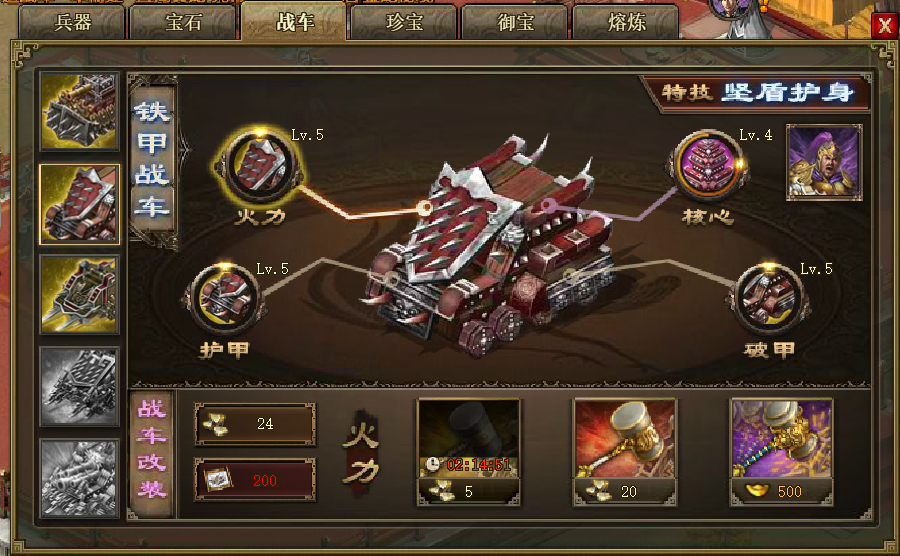 兵器
宝石
战车
珍宝
御宝
熔炼
铁甲战车
特技 坚盾护身
Lv.5
火力
Lv.4
核心
Lv.5
护甲
Lv.5
破甲
战车改装
24
200
火力
02:14:51
5
20
500